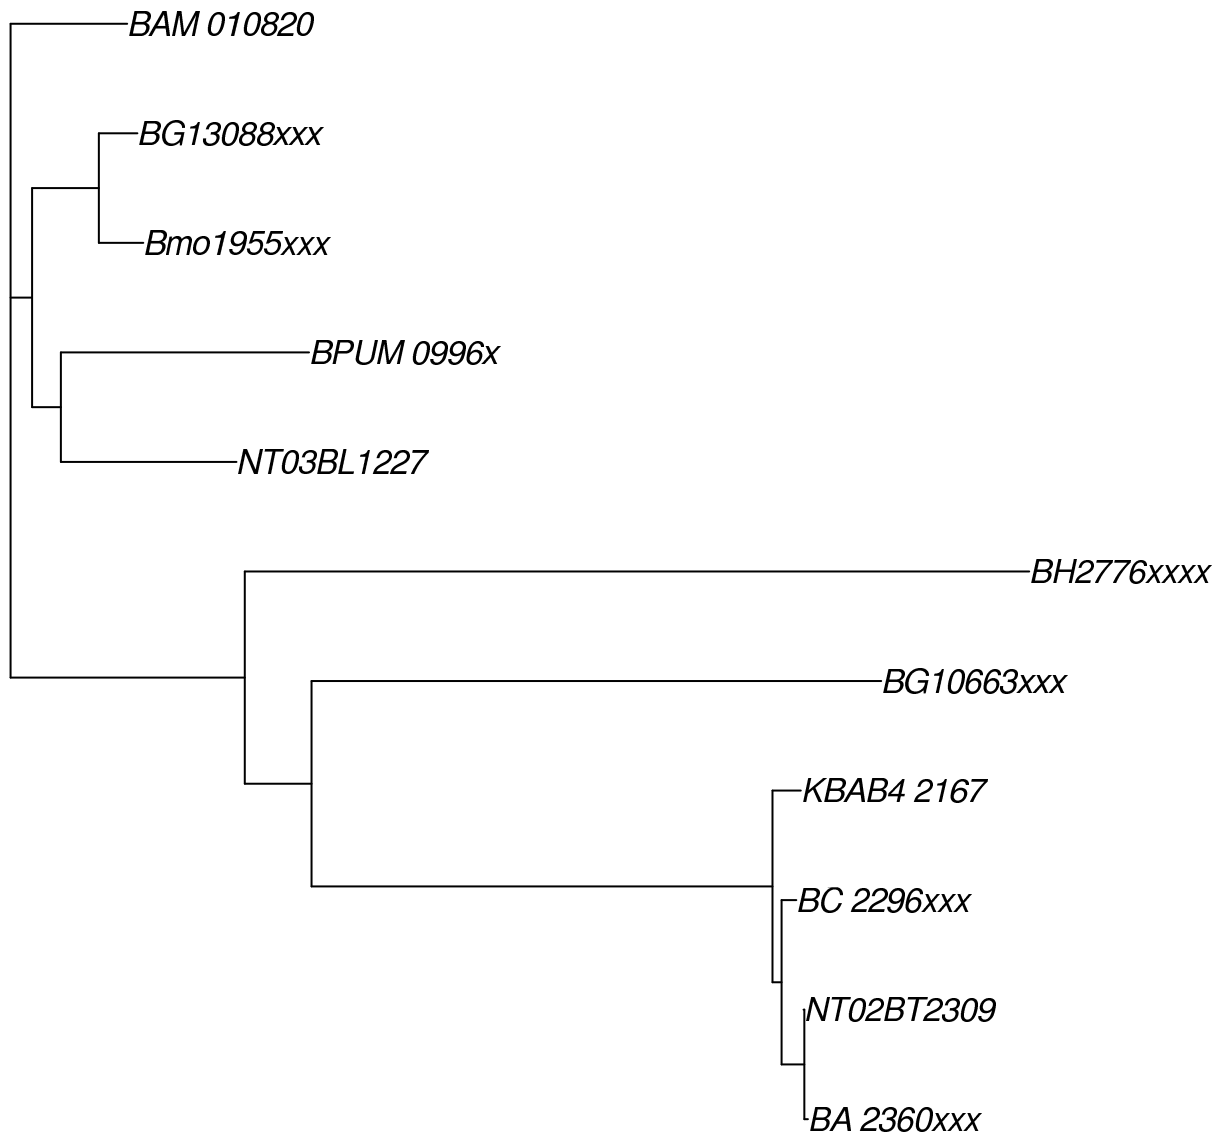 BAM 010820
BG13088xxx
Bmo1955xxx
BPUM 0996x
NT03BL1227
BH2776xxxx
BG10663xxx
KBAB4 2167
BC 2296xxx
NT02BT2309
BA 2360xxx